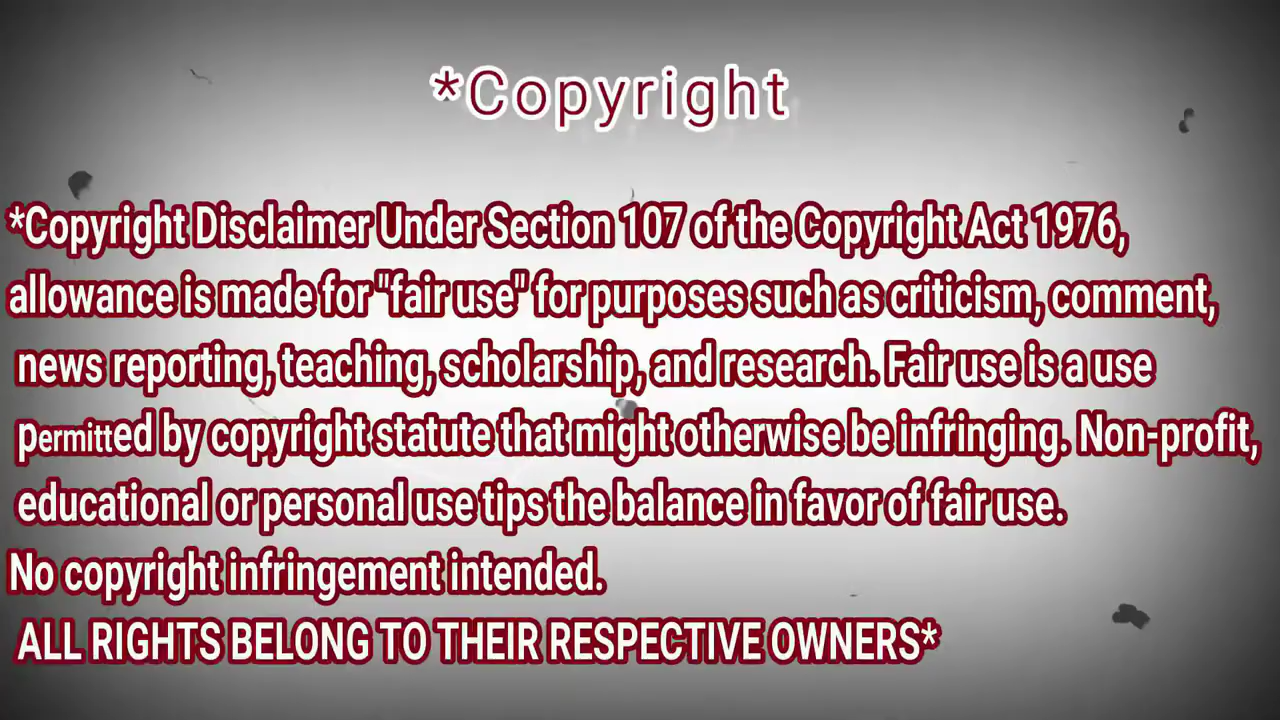 *Copyright
*Copyright Disclaimer Under Section 107 of the Copyright Act 1976,
allowance is made for "fair use" for purposes such as criticism, comment,
news reporting, teaching, scholarship, and research. Fair use is a use
permitted by copyright statute that might otherwise be infringing. Non-profit,
educational or personal use tips the balance in favor of fair use.
No copyright infringement intended.
ALL RIGHTS BELONG TO THEIR RESPECTIVE OWNERS*